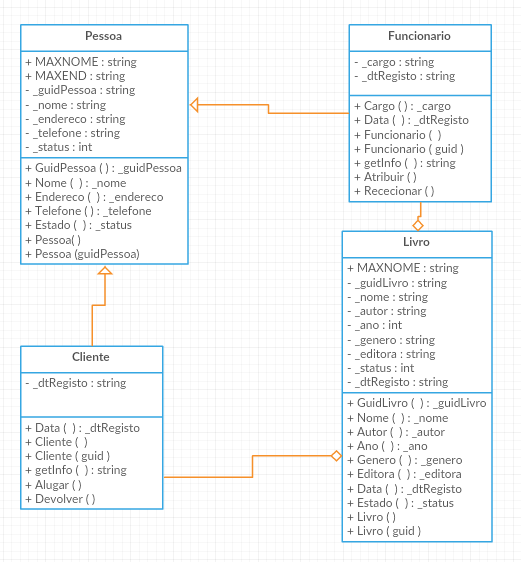 Pessoa
+ MAXNOME : string
+ MAXEND : string
- _guidPessoa : string
- _nome : string
- _endereco : string
- _telefone : string
- _status : int
+ GuidPessoa ( ) : _guidPessoa
+ Nome ( ) : _nome
+ Endereco ( ) : _endereco
+ Telefone ( ) : _telefone
+ Estado ( ) : _status
+ Pessoa( )
+ Pessoa (guidPessoa)
Funcionario
- _cargo : string
- _dtRegisto : string
+ Cargo ( ) : _cargo
+ Data ( ) : _dtRegisto
+ Funcionario ( )
+ Funcionario ( guid )
+ getInfo ( ) : string
+ Atribuir ( )
+ Rececionar ( )
Cliente
- _dtRegisto : string
+ Data ( ) : _dtRegisto
+ Cliente ( )
+ Cliente ( guid )
+ getInfo ( ) : string
+ Alugar ( )
+ Devolver ( )
Livro
+ MAXNOME : string
- _guidLivro : string
- _nome : string
- _autor : string
- _ano : int
- _genero : string
- _editora : string
- _status : int
- _dtRegisto : string
+ GuidLivro ( ) : _guidLivro
+ Nome ( ) : _nome
+ Autor ( ) : _autor
+ Ano ( ) : _ano
+ Genero ( ) : _genero
+ Editora ( ) : _editora
+ Data ( ) : _dtRegisto
+ Estado ( ) : _status
+ Livro ( )
+ Livro ( guid )